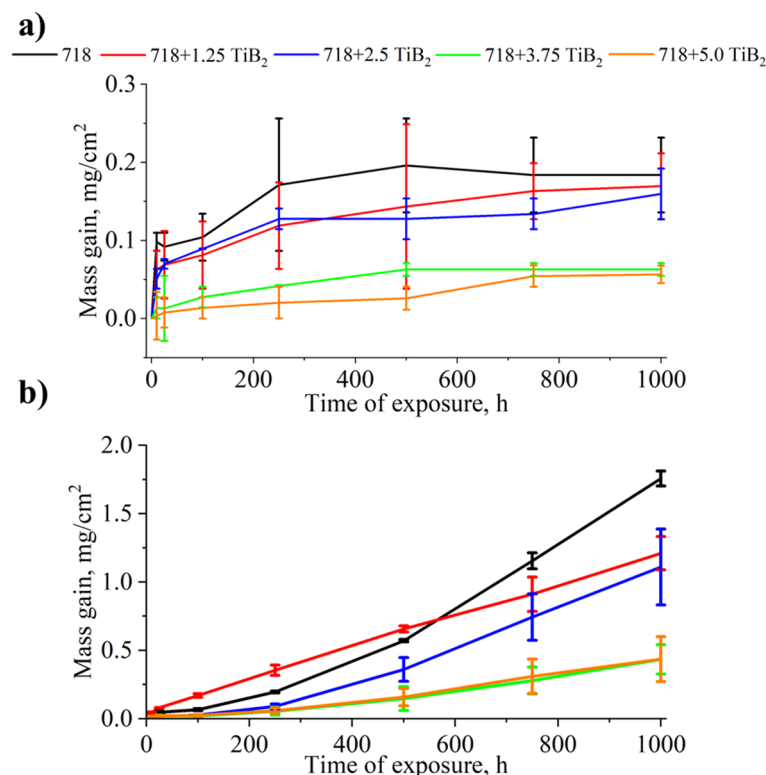 a)
718 718+1.25 TiB₂ 718+2.5 TiB₂ 718+3.75 TiB₂ 718+5.0 TiB₂
0.3
0.2
0.1
0.0
Mass gain, mg/cm²
0 200 400 600 800 1000
Time of exposure, h
b)
2.0
1.5
1.0
0.5
0.0
Mass gain, mg/cm²
0 200 400 600 800 1000
Time of exposure, h